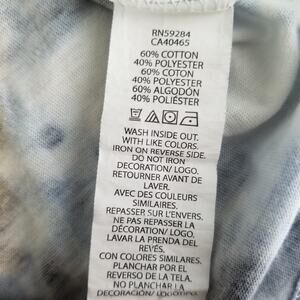 RN59284
CA40465
60% COTTON
40% POLYESTER
60% COTON
40% POLYESTER
60% ALGODÓN
40% POLIÉSTER
WASH INSIDE OUT.
WITH LIKE COLORS.
IRON ON REVERSE SIDE.
DO NOT IRON
DECORATION/ LOGO.
RETOURNER AVANT DE
LAVER.
AVEC DES COULEURS
SIMILAIRES.
REPASSER SUR L'ENVERS.
NE PAS REPASSER LA
DÉCORATION/ LOGO.
LAVAR LA PRENDA DEL
REVÉS.
CON COLORES SIMILARES.
PLANCHAR POR EL
REVERSO DE LA TELA.
NO PLANCHAR LA
DECORACIÓN/ LOGO